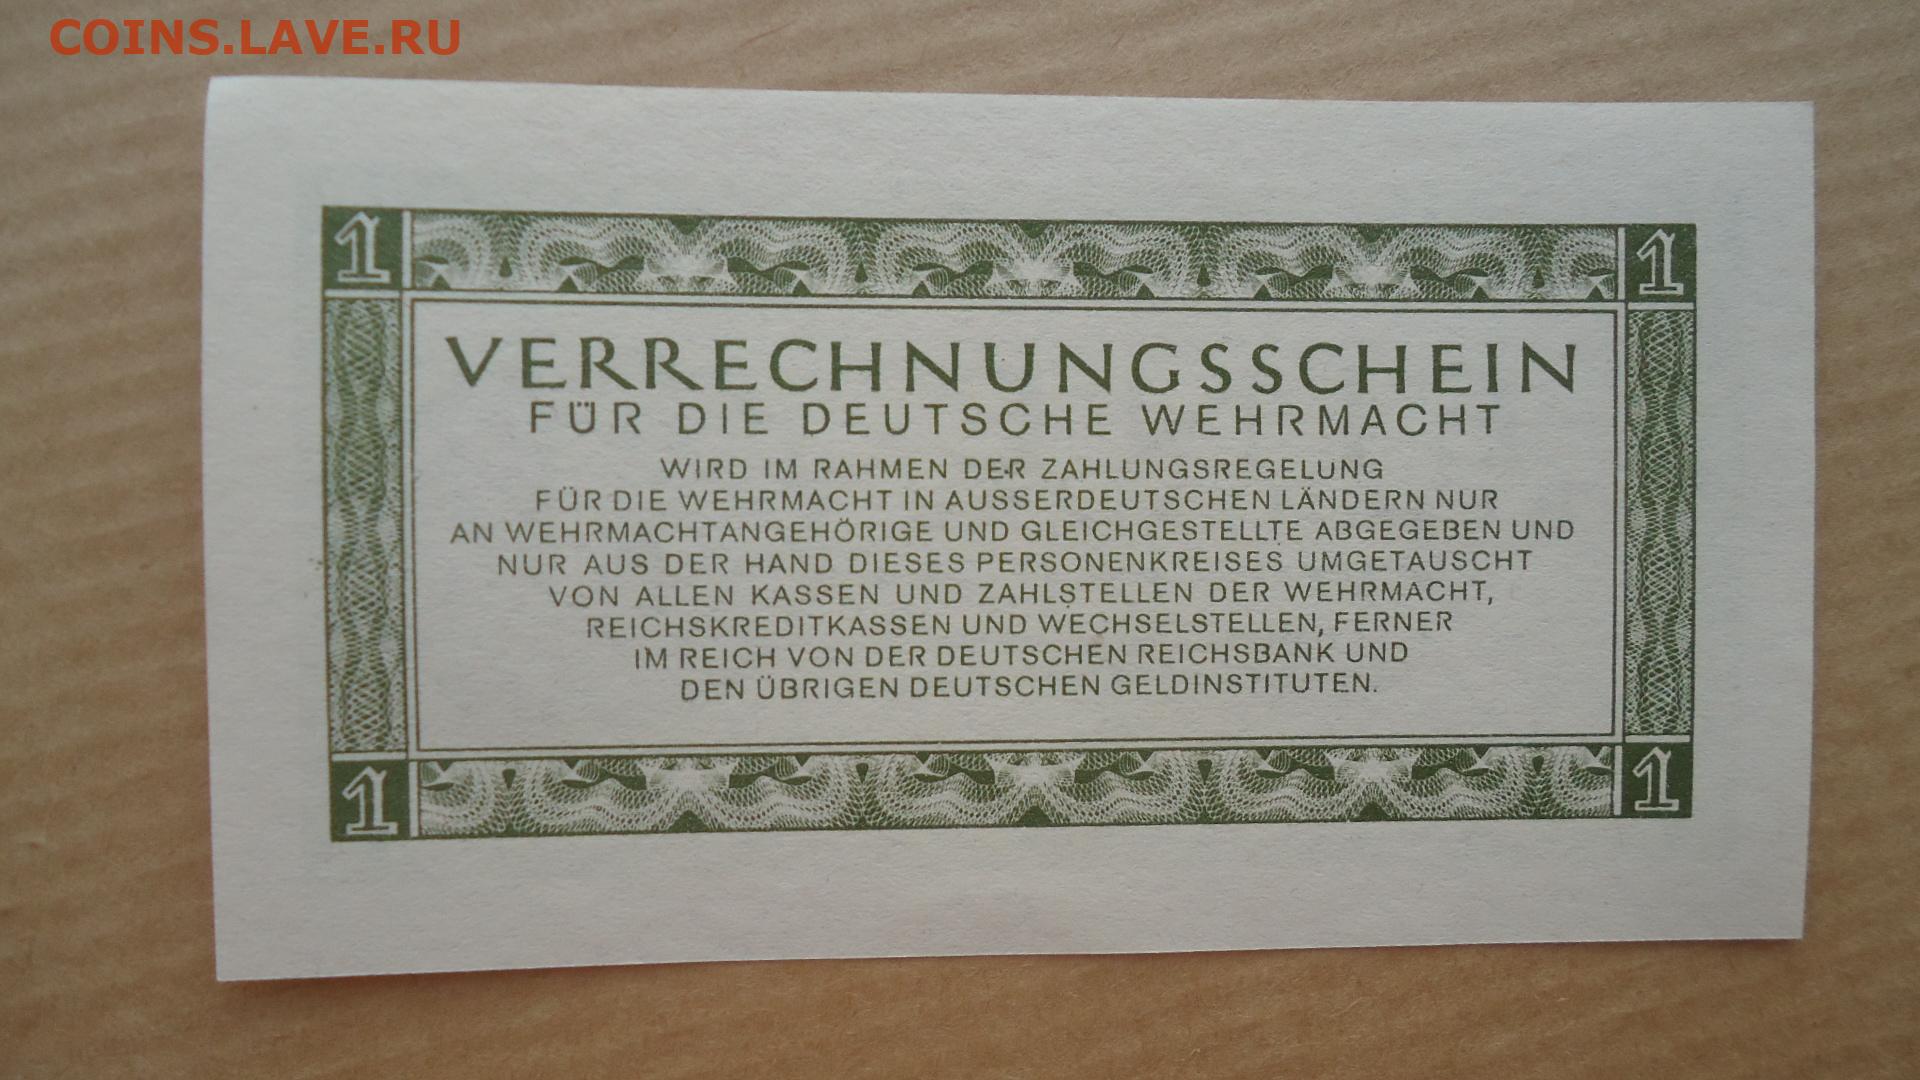 COINS.LAVE.RU
1 1
VERRECHNUNGSSCHEIN
FÜR DIE DEUTSCHE WEHRMACHT
WIRD IM RAHMEN DER ZAHLUNGSREGELUNG
FÜR DIE WEHRMACHT IN AUSSERDEUTSCHEN LÄNDERN NUR
AN WEHRMACHTANGEHÖRIGE UND GLEICHGESTELLTE ABGEGEBEN UND
NUR AUS DER HAND DIESES PERSONENKREISES UMGETAUSCHT
VON ALLEN KASSEN UND ZAHLSTELLEN DER WEHRMACHT,
REICHSKREDITKASSEN UND WECHSELSTELLEN, FERNER
IM REICH VON DER DEUTSCHEN REICHSBANK UND
DEN ÜBRIGEN DEUTSCHEN GELDINSTITUTEN.
1 1